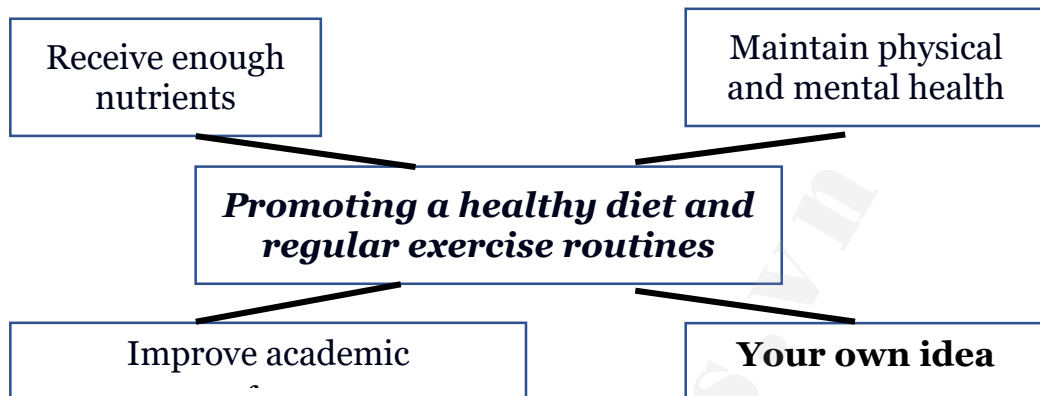 Receive enough
nutrients
Maintain physical
and mental health
Promoting a healthy diet and
regular exercise routines
Improve academic
Your own idea